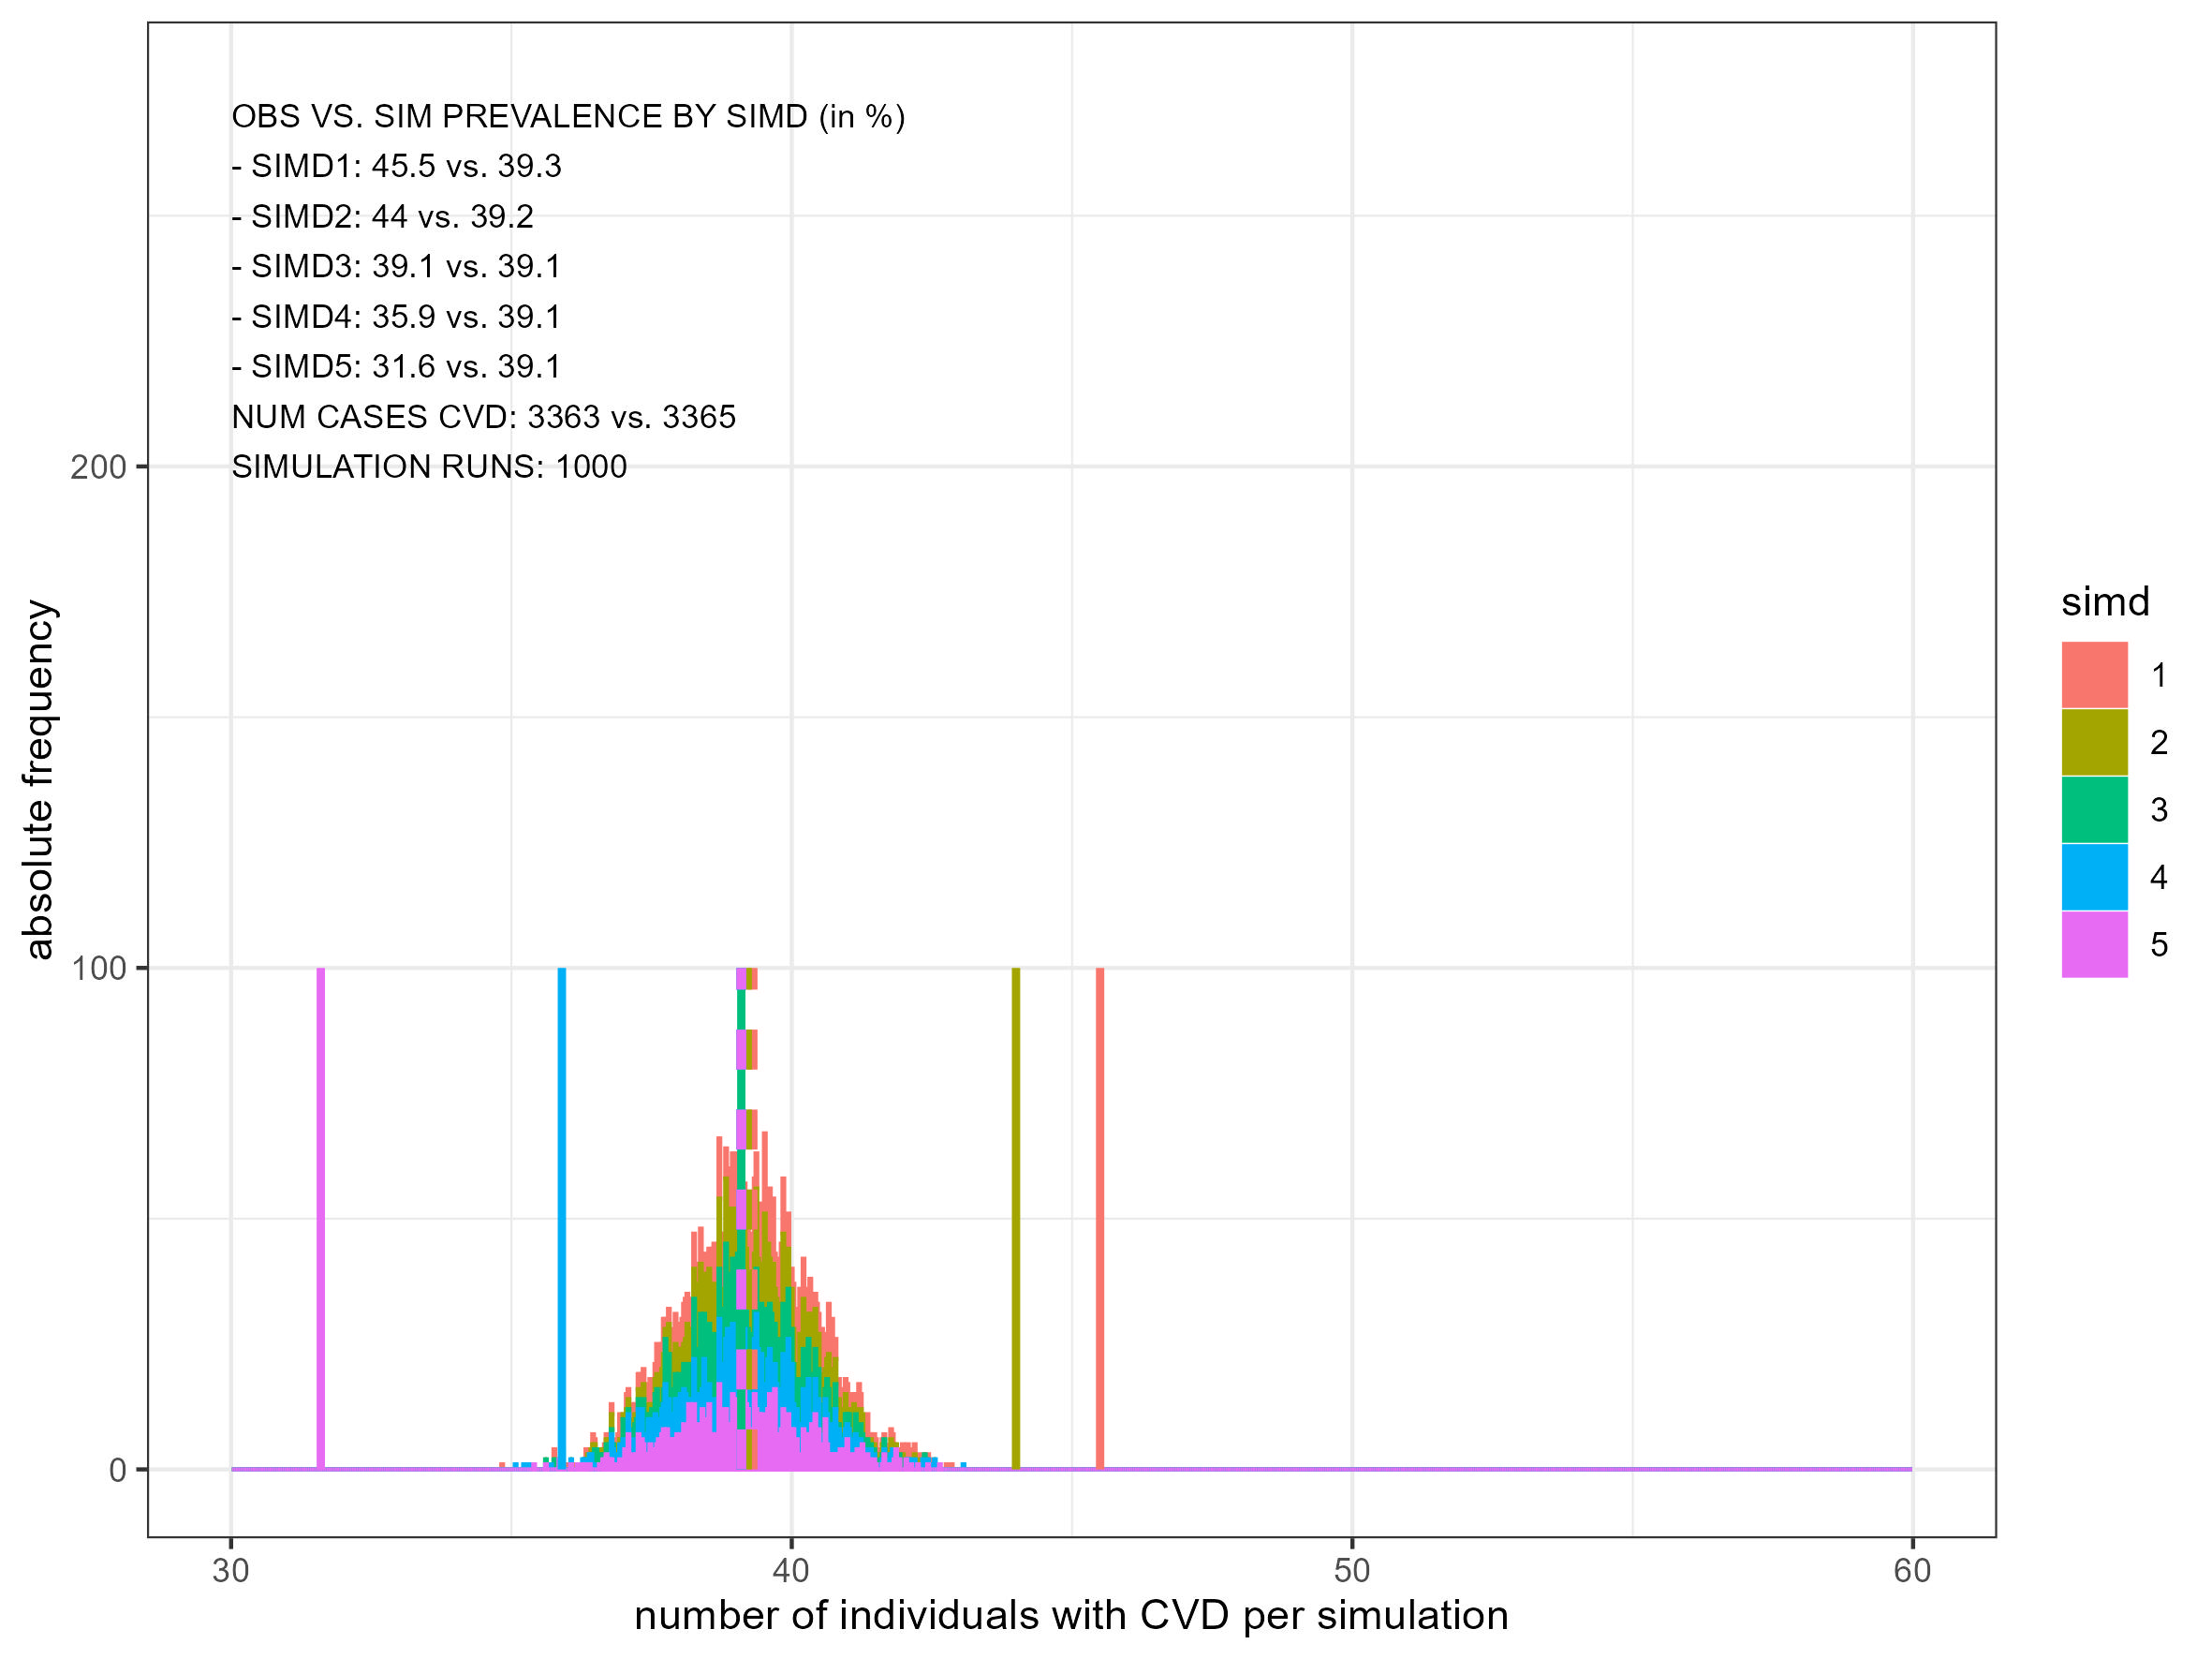 OBS VS. SIM PREVALENCE BY SIMD (in %)
- SIMD1: 45.5 vs. 39.3
- SIMD2: 44 vs. 39.2
- SIMD3: 39.1 vs. 39.1
- SIMD4: 35.9 vs. 39.1
- SIMD5: 31.6 vs. 39.1
NUM CASES CVD: 3363 vs. 3365
SIMULATION RUNS: 1000
200
100
0
absolute frequency
30 40 50 60
number of individuals with CVD per simulation
simd
1
2
3
4
5